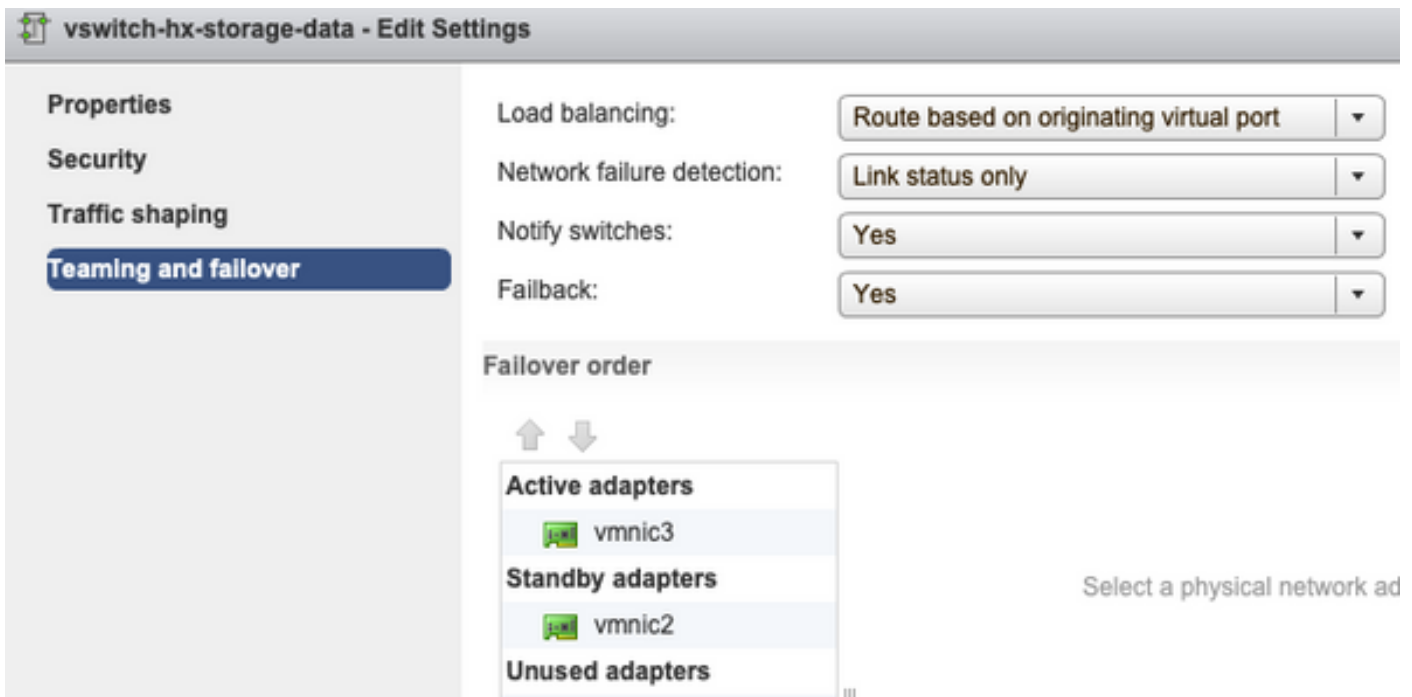 vswitch-hx-storage-data - Edit Settings
Properties
Security
Traffic shaping
Teaming and failover
Load balancing: Route based on originating virtual port
Network failure detection: Link status only
Notify switches: Yes
Failback: Yes
Failover order
Active adapters
vmnic3
Standby adapters
vmnic2
Unused adapters
Select a physical network ad